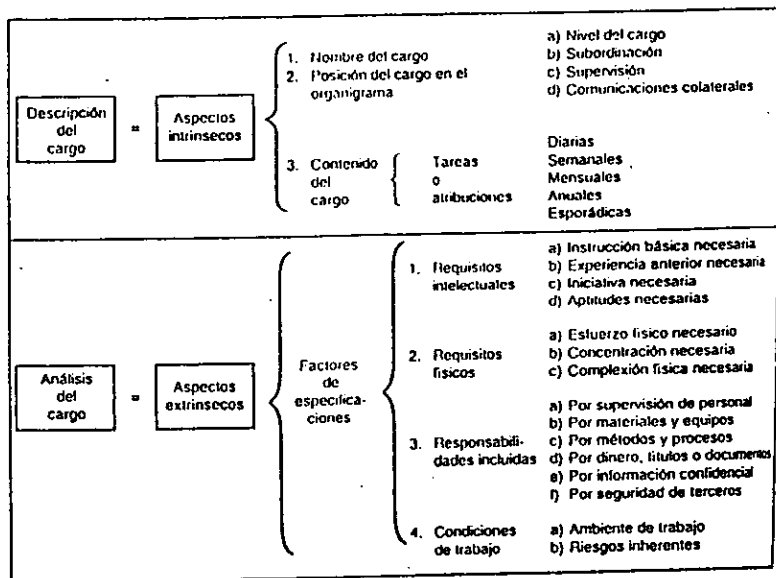 Descripción
del
cargo
=
Aspectos
intrínsecos
1. Nombre del cargo
2. Posición del cargo en el
organigrama
a) Nivel del cargo
b) Subordinación
c) Supervisión
d) Comunicaciones colaterales
3. Contenido
del
cargo
Tareas
o
atribuciones
Diarias
Semanales
Mensuales
Anuales
Esporádicas
Análisis
del
cargo
=
Aspectos
extrínsecos
Factores
de
especifica-
ciones
1. Requisitos
intelectuales
a) Instrucción básica necesaria
b) Experiencia anterior necesaria
c) Iniciativa necesaria
d) Aptitudes necesarias
2. Requisitos
físicos
a) Esfuerzo físico necesario
b) Concentración necesaria
c) Complexión física necesaria
3. Responsabili-
dades incluidas
a) Por supervisión de personal
b) Por materiales y equipos
c) Por métodos y procesos
d) Por dinero, títulos o documentos
e) Por información confidencial
f) Por seguridad de terceros
4. Condiciones
de trabajo
a) Ambiente de trabajo
b) Riesgos inherentes